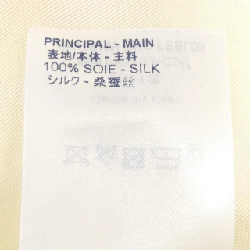 PRINCIPAL - MAIN
表地/本体 - 主料
100% SOIE - SILK
シルク - 桑蚕丝